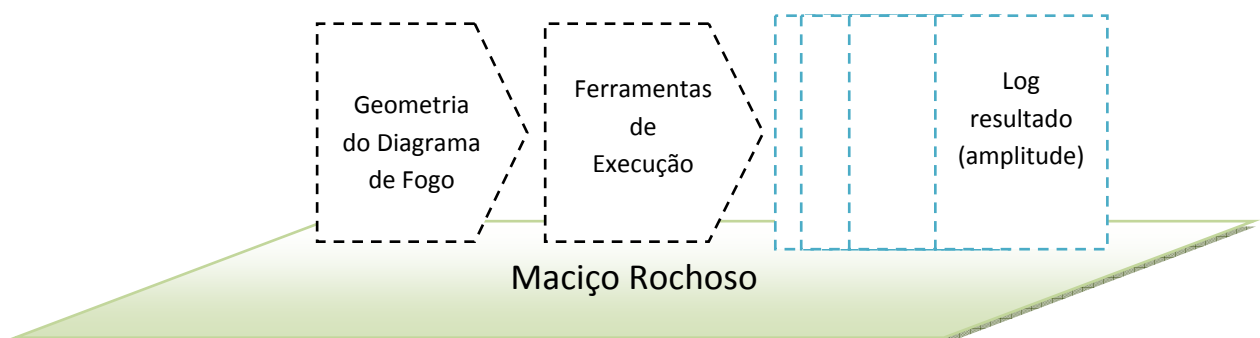 Geometria
do Diagrama
de Fogo
Ferramentas
de
Execução
Log
resultado
(amplitude)
Maciço Rochoso